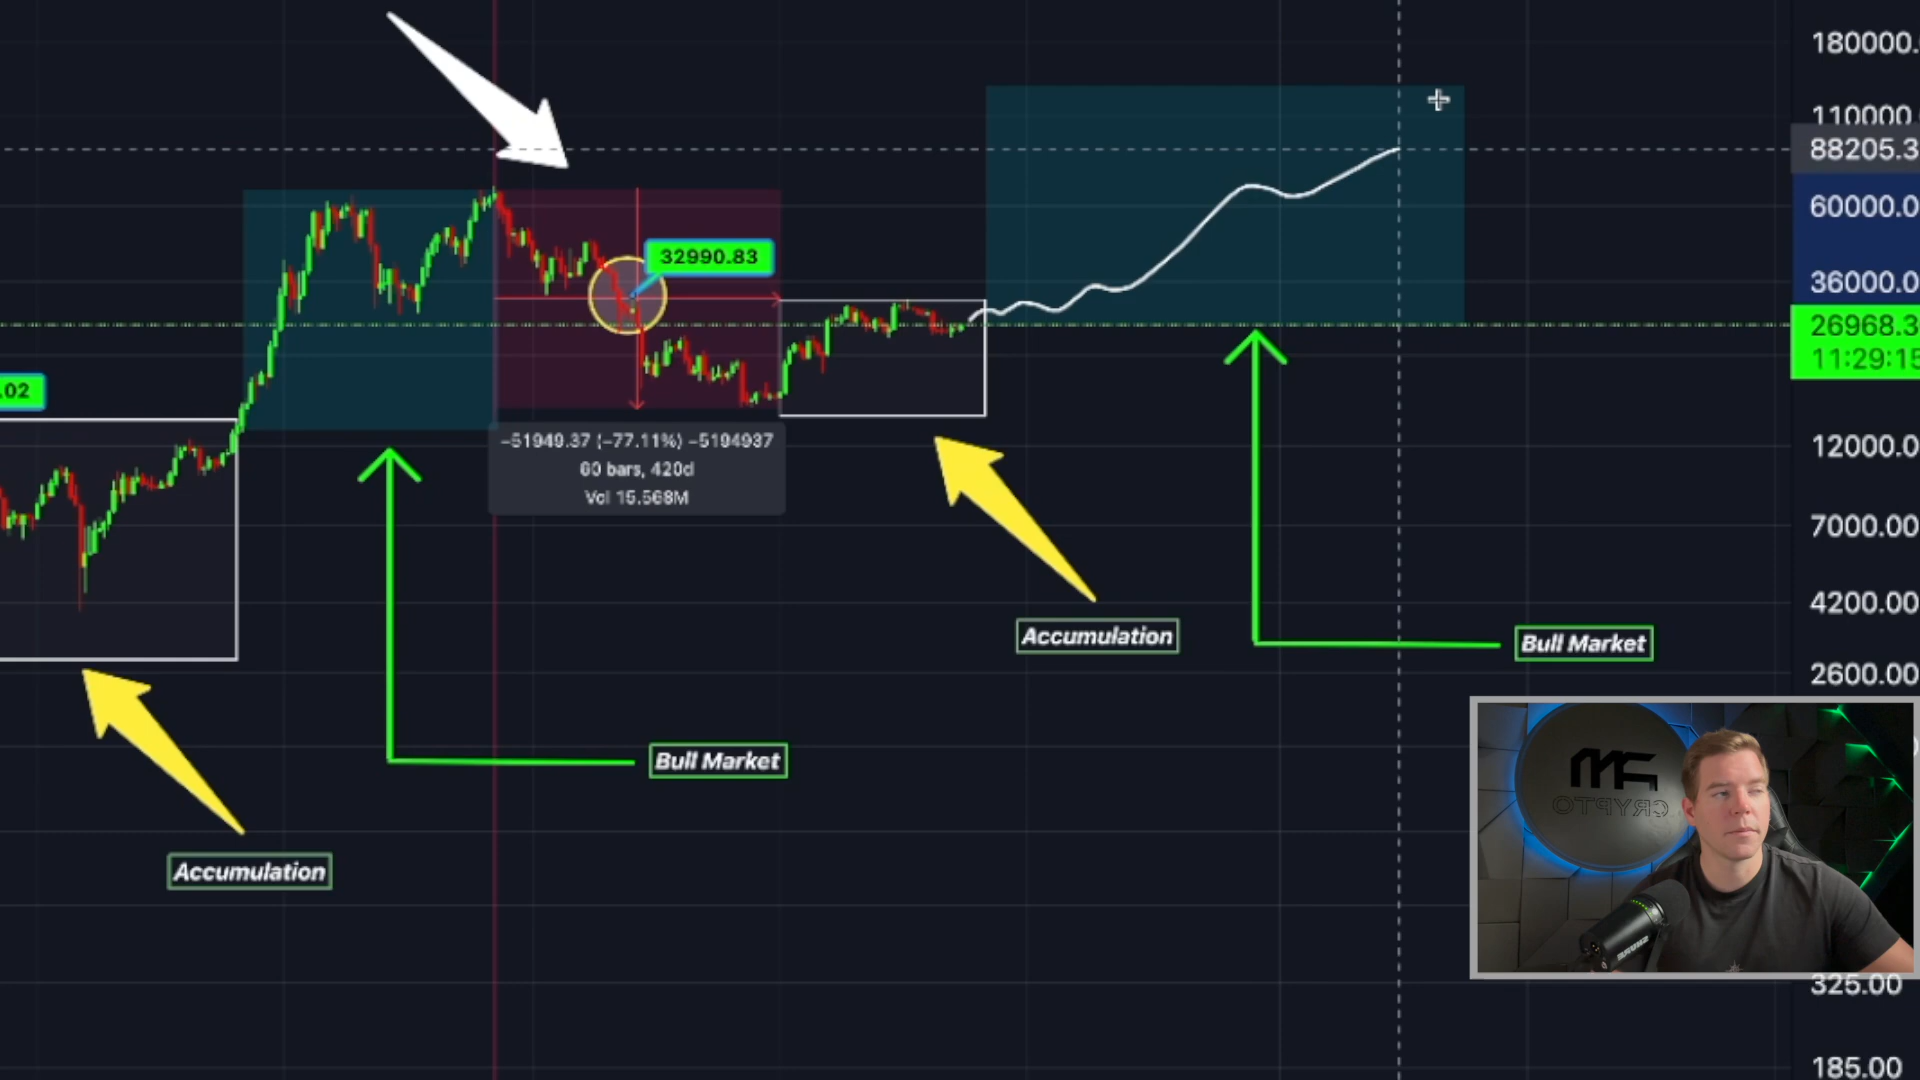 180000.
110000.
88205.3
60000.0
32990.83
36000.0
26968.3
11:29:15
.02
-51949.37 (-77.11%) -5194937
60 bars, 420d
Vol 15.568M
12000.0
7000.00
4200.00
Accumulation
Bull Market
2600.00
Bull Market
Accumulation
MF
CRYPTO
325.00
185.00